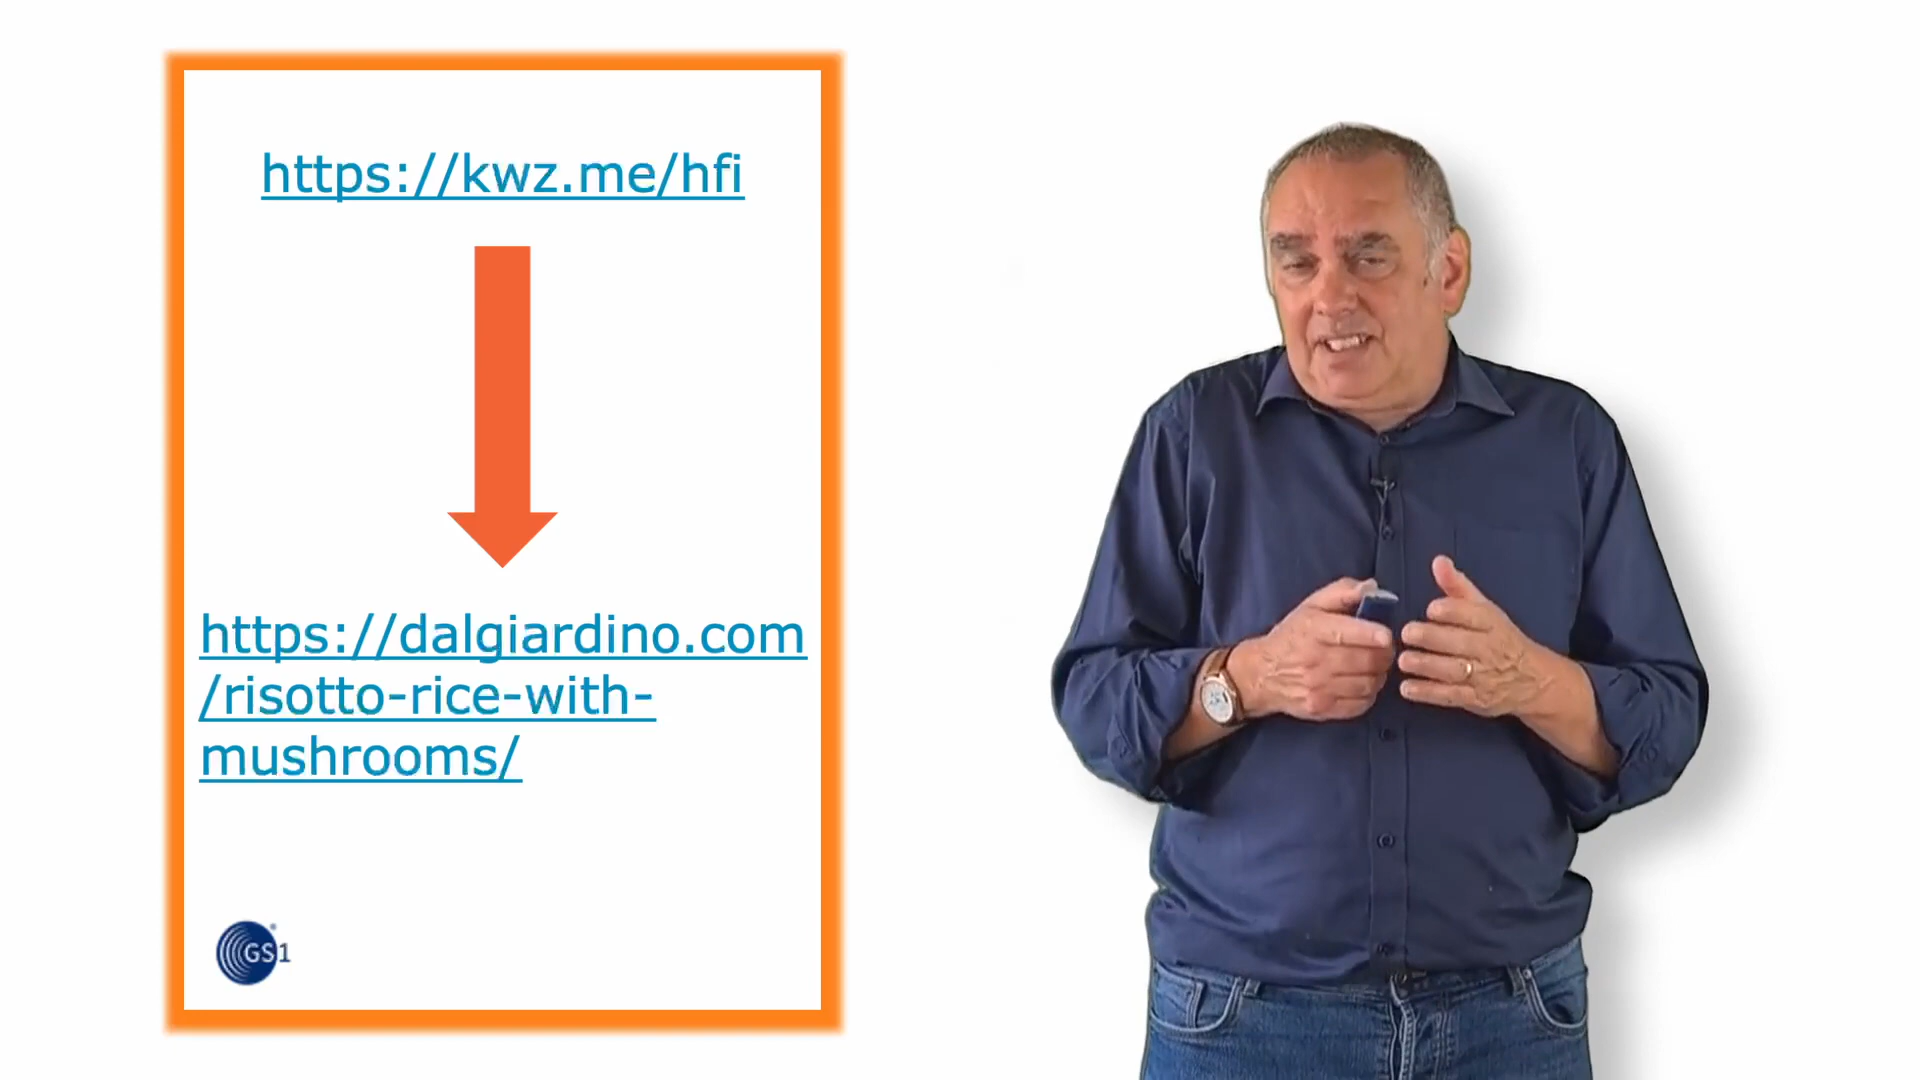 https://kwz.me/hfi
https://dalgiardino.com
/risotto-rice-with-
mushrooms/
GS1